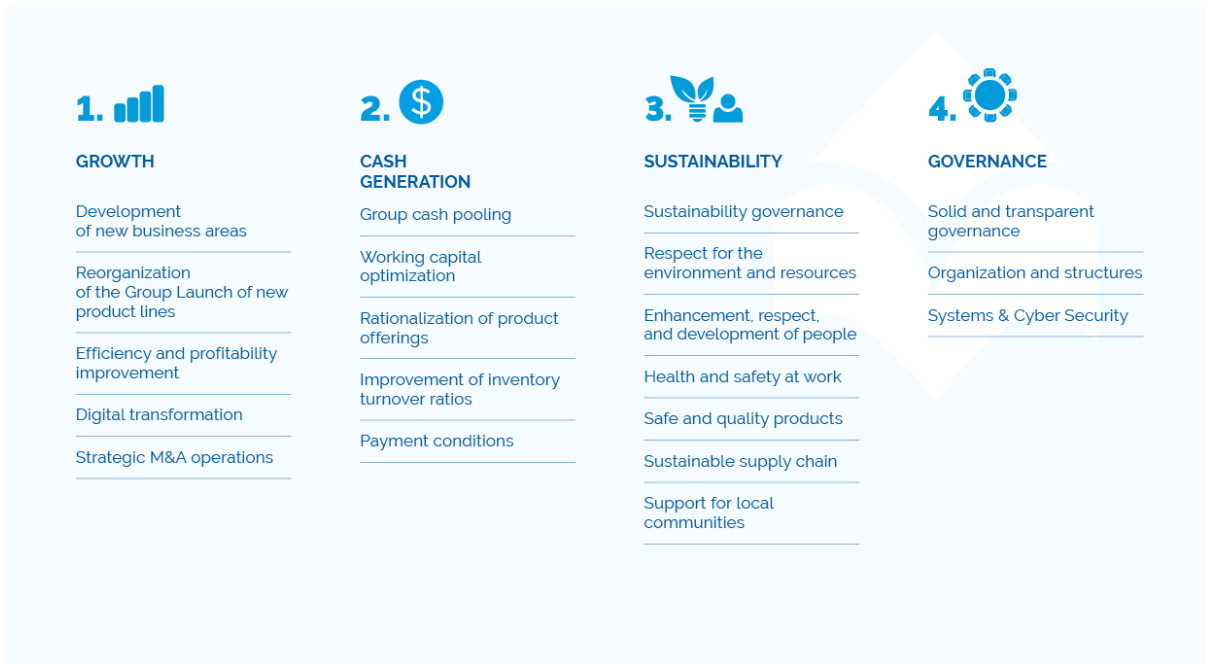 1.
GROWTH
Development
of new business areas
Reorganization
of the Group Launch of new
product lines
Efficiency and profitability
improvement
Digital transformation
Strategic M&A operations
2.
$
CASH
GENERATION
Group cash pooling
Working capital
optimization
Rationalization of product
offerings
Improvement of inventory
turnover ratios
Payment conditions
3.
SUSTAINABILITY
Sustainability governance
Respect for the
environment and resources
Enhancement, respect,
and development of people
Health and safety at work
Safe and quality products
Sustainable supply chain
Support for local
communities
4.
GOVERNANCE
Solid and transparent
governance
Organization and structures
Systems & Cyber Security